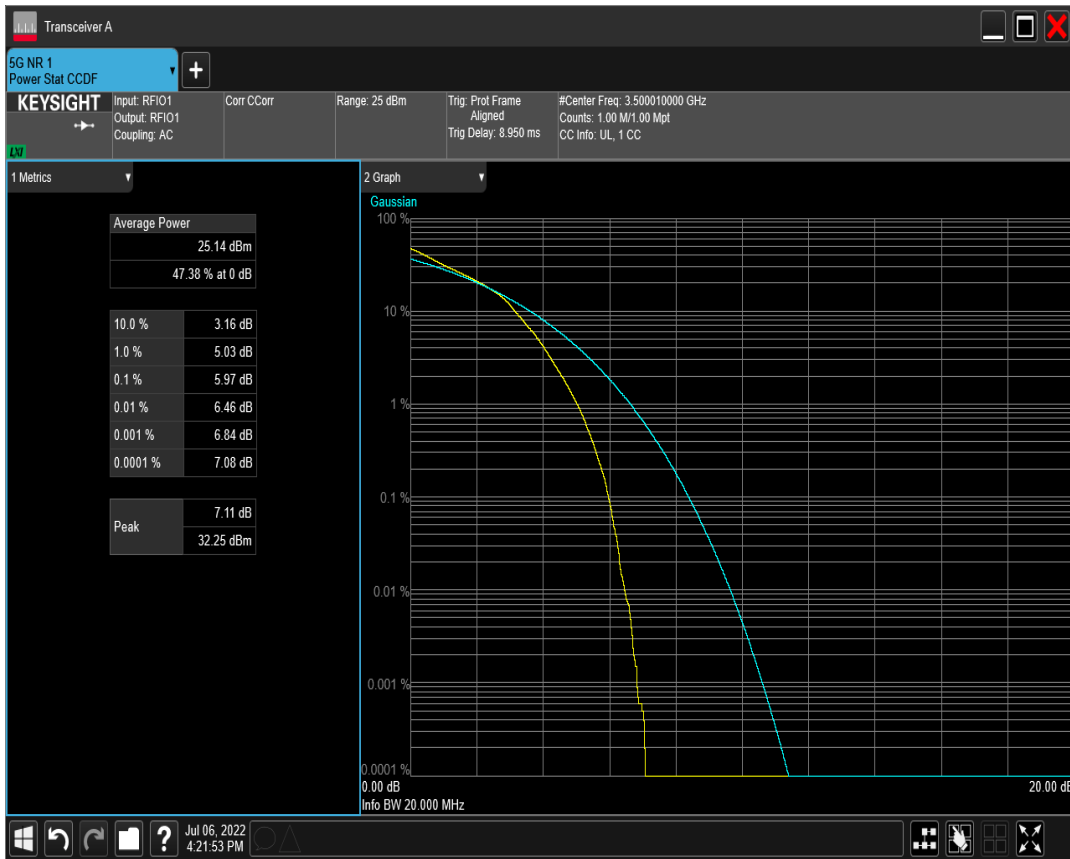 Transceiver A
5G NR 1
Power Stat CCDF
KEYSIGHT
LXI
Input: RFIO1
Output: RFIO1
Coupling: AC
Corr CCorr
Range: 25 dBm
Trig: Prot Frame
Aligned
Trig Delay: 8.950 ms
#Center Freq: 3.500010000 GHz
Counts: 1.00 M/1.00 Mpt
CC Info: UL, 1 CC
1 Metrics
Average Power
25.14 dBm
47.38 % at 0 dB
10.0 % 3.16 dB
1.0 % 5.03 dB
0.1 % 5.97 dB
0.01 % 6.46 dB
0.001 % 6.84 dB
0.0001 % 7.08 dB
Peak
7.11 dB
32.25 dBm
2 Graph
Gaussian
100 %
10 %
1 %
0.1 %
0.01 %
0.001 %
0.0001 %
0.00 dB 20.00 dB
Info BW 20.000 MHz
Jul 06, 2022
4:21:53 PM